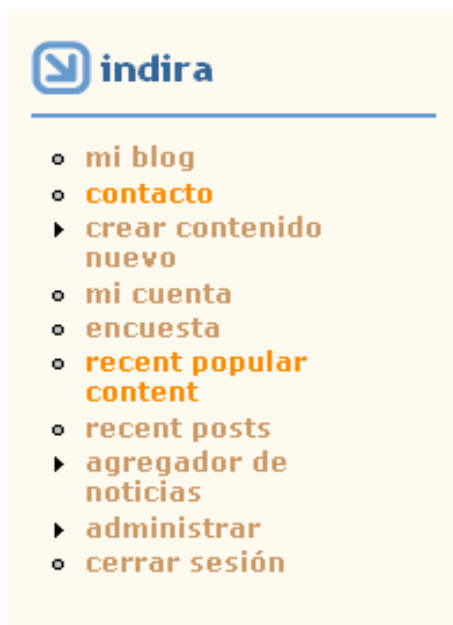 indira
mi blog
contacto
crear contenido
nuevo
mi cuenta
encuesta
recent popular
content
recent posts
agregador de
noticias
administrar
cerrar sesión